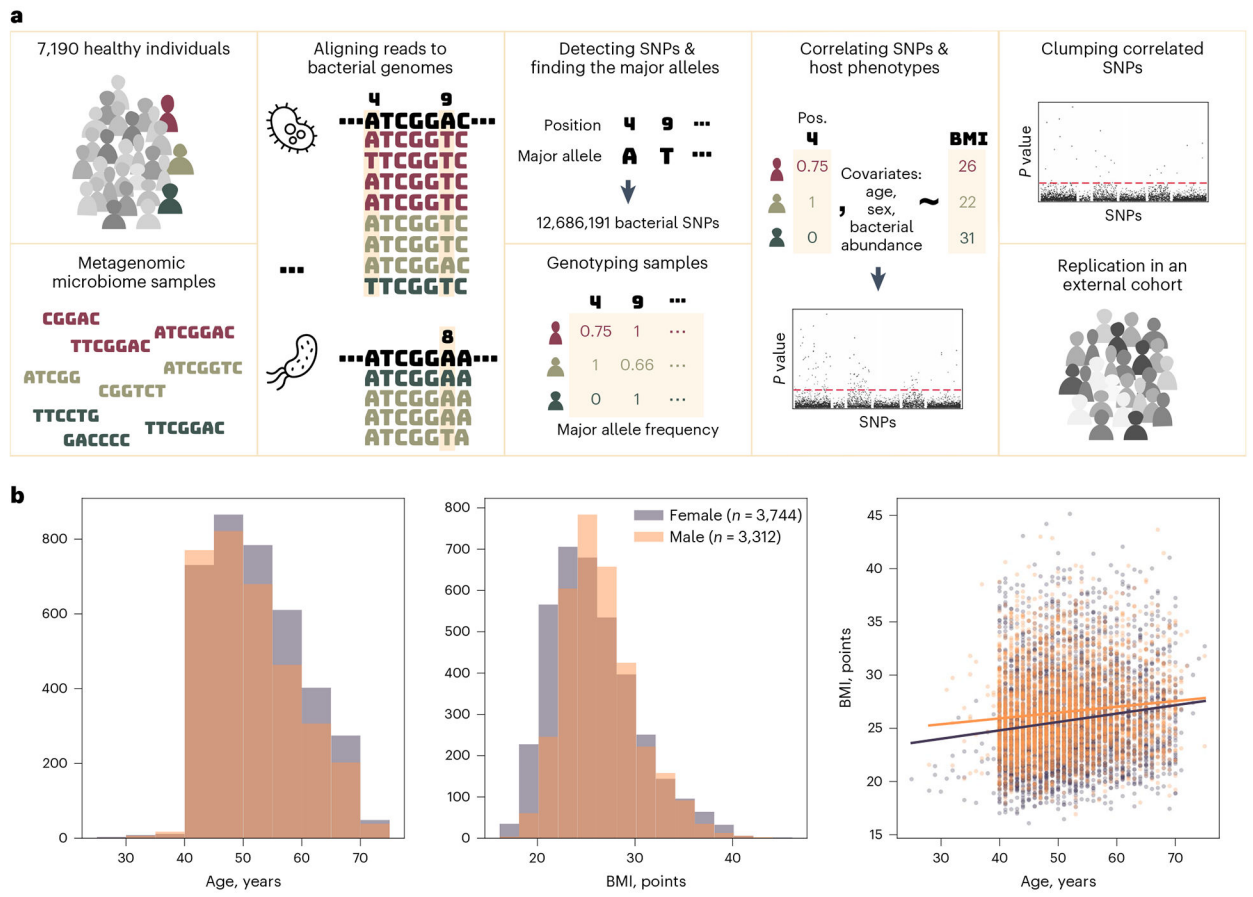 a
7,190 healthy individuals
Metagenomic
microbiome samples
CGGAC
ATCGGAC
TTCGGAC
ATCGGTC
ATCGG
CGGTCT
TTCCTG
TTCGGAC
GACCCC
Aligning reads to
bacterial genomes
4 9
...ATCGGAC...
ATCGGTC
TTCGGTC
ATCGGTC
ATCGGTC
ATCGGTC
ATCGGTC
ATCGGAC
TTCGGTC
...
8
...ATCGGAA...
ATCGGAA
ATCGGAA
ATCGGAA
ATCGGTA
Detecting SNPs &
finding the major alleles
Position 4 9 ...
Major allele A T ...
12,686,191 bacterial SNPs
Genotyping samples
4 9 ...
0.75 1 ...
1 0.66 ...
0 1 ...
Major allele frequency
Correlating SNPs &
host phenotypes
Pos.
4 BMI
0.75 26
1 22
0 31
, Covariates:
age,
sex,
bacterial
abundance
~
P value
SNPs
Clumping correlated
SNPs
P value
SNPs
Replication in an
external cohort
b
800
600
400
200
0
30 40 50 60 70
Age, years
800
700
600
500
400
300
200
100
0
20 30 40
BMI, points
Female (n = 3,744)
Male (n = 3,312)
BMI, points
45
40
35
30
25
20
15
30 40 50 60 70
Age, years